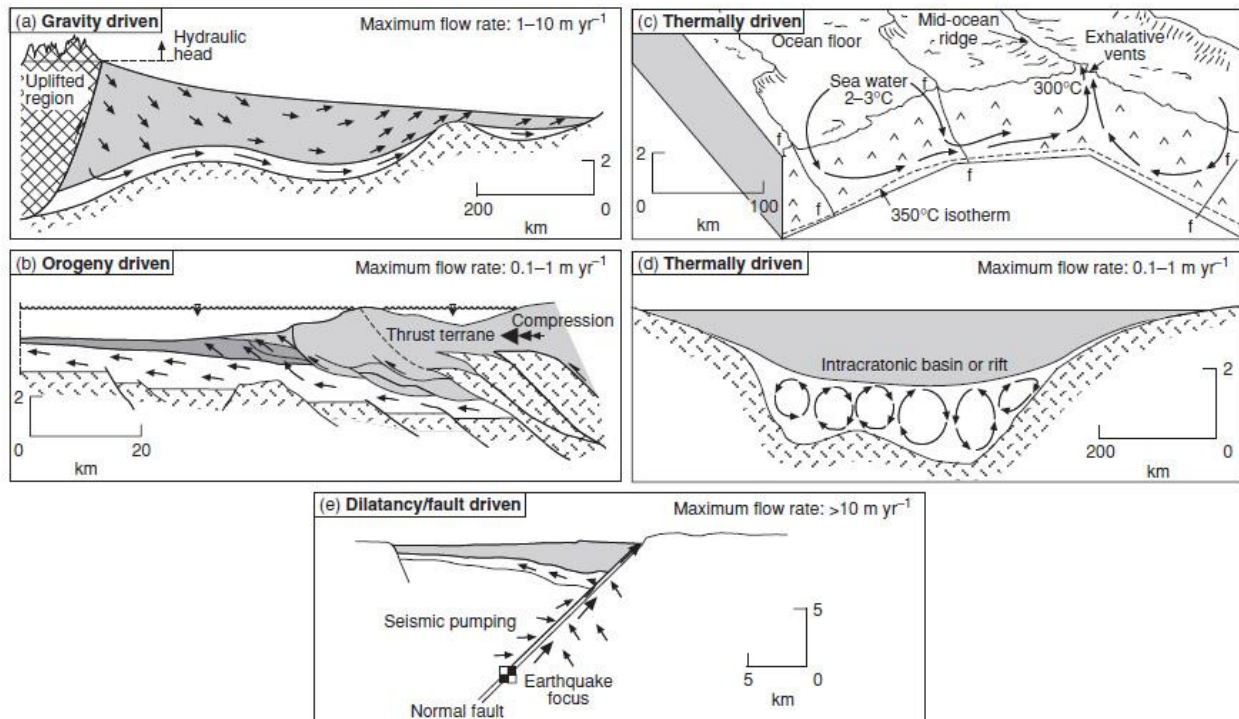 (a) Gravity driven
Maximum flow rate: 1–10 m yr⁻¹
Hydraulic
head
Uplifted
region
2
200
0
km
(b) Orogeny driven
Maximum flow rate: 0.1–1 m yr⁻¹
Thrust terrane
Compression
2
0
20
km
(c) Thermally driven
Mid-ocean
ridge
Ocean floor
Exhalative
vents
Sea water
2–3°C
300°C
f
f
f
f
f
f
2
0
100
350°C isotherm
km
(d) Thermally driven
Maximum flow rate: 0.1–1 m yr⁻¹
Intracratonic basin or rift
2
200
0
km
(e) Dilatancy/fault driven
Maximum flow rate: >10 m yr⁻¹
Seismic pumping
Earthquake
focus
Normal fault
5
5
0
km